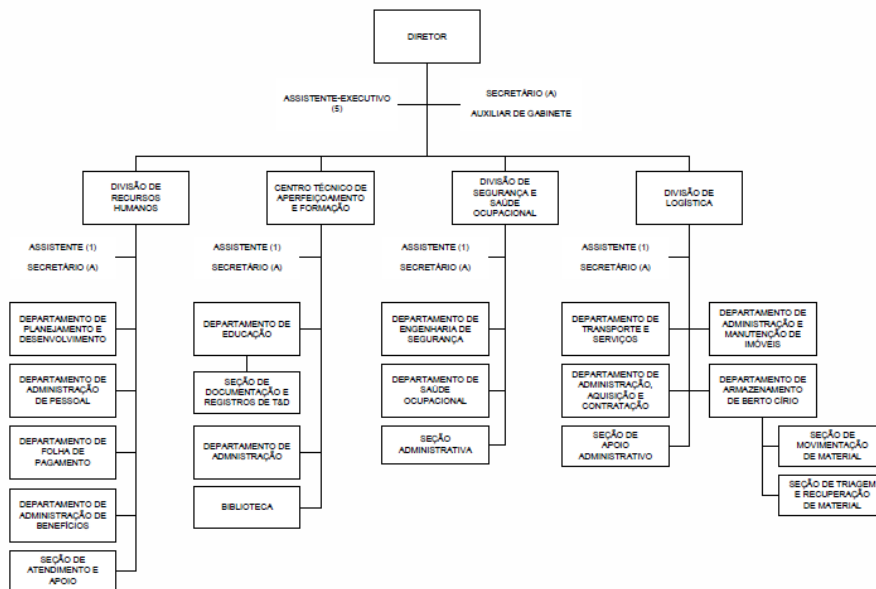 DIRETOR
ASSISTENTE-EXECUTIVO
(5)
SECRETÁRIO (A)
AUXILIAR DE GABINETE
DIVISÃO DE
RECURSOS
HUMANOS
CENTRO TÉCNICO DE
APERFEIÇOAMENTO
E FORMAÇÃO
DIVISÃO DE
SEGURANÇA E
SAÚDE
OCUPACIONAL
DIVISÃO DE
LOGÍSTICA
ASSISTENTE (1)
SECRETÁRIO (A)
ASSISTENTE (1)
SECRETÁRIO (A)
ASSISTENTE (1)
SECRETÁRIO (A)
ASSISTENTE (1)
SECRETÁRIO (A)
DEPARTAMENTO DE
PLANEJAMENTO E
DESENVOLVIMENTO
DEPARTAMENTO DE
ADMINISTRAÇÃO
DE PESSOAL
DEPARTAMENTO DE
FOLHA DE
PAGAMENTO
DEPARTAMENTO DE
ADMINISTRAÇÃO DE
BENEFÍCIOS
SEÇÃO DE
ATENDIMENTO E
APOIO
DEPARTAMENTO DE
EDUCAÇÃO
SEÇÃO DE
DOCUMENTAÇÃO E
REGISTROS DE T&D
DEPARTAMENTO DE
ADMNISTRAÇÃO
BIBLIOTECA
DEPARTAMENTO DE
ENGENHARIA DE
SEGURANÇA
DEPARTAMENTO DE
SAÚDE
OCUPACIONAL
SEÇÃO
ADMINISTRATIVA
DEPARTAMENTO DE
TRANSPORTE E
SERVIÇOS
DEPARTAMENTO DE
ADMINISTRAÇÃO,
AQUISIÇÃO E
CONTRATAÇÃO
SEÇÃO DE
APOIO
ADMINISTRATIVO
DEPARTAMENTO DE
ADMINISTRAÇÃO E
MANUTENÇÃO DE
IMÓVEIS
DEPARTAMENTO DE
ARMAZENAMENTO
DE BERTO CÍRIO
SEÇÃO DE
MOVIMENTAÇÃO
DE MATERIAL
SEÇÃO DE TRIAGEM
E RECUPERAÇÃO
DE MATERIAL